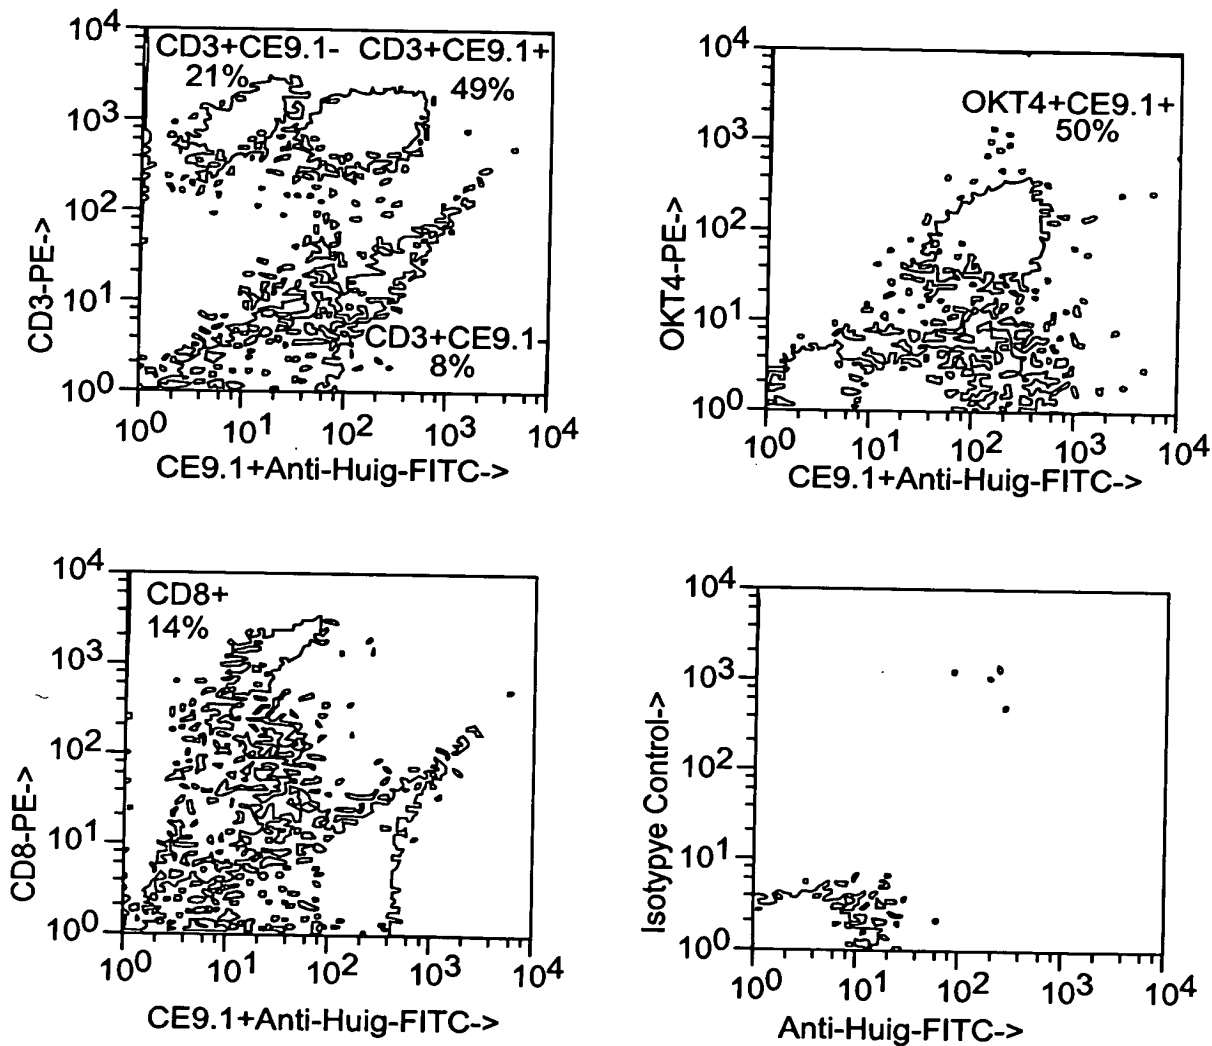 10^4
CD3+CE9.1- CD3+CE9.1+
21% 49%
10^3
10^2
10^1
10^0
CD3-PE->
CD3+CE9.1-
8%
10^0 10^1 10^2 10^3 10^4
CE9.1+Anti-Huig-FITC->
10^4
OKT4+CE9.1+
50%
10^3
10^2
10^1
10^0
OKT4-PE->
10^0 10^1 10^2 10^3 10^4
CE9.1+Anti-Huig-FITC->
10^4
CD8+
14%
10^3
10^2
10^1
10^0
CD8-PE->
10^0 10^1 10^2 10^3 10^4
CE9.1+Anti-Huig-FITC->
10^4
10^3
10^2
10^1
10^0
Isotypye Control->
10^0 10^1 10^2 10^3 10^4
Anti-Huig-FITC->